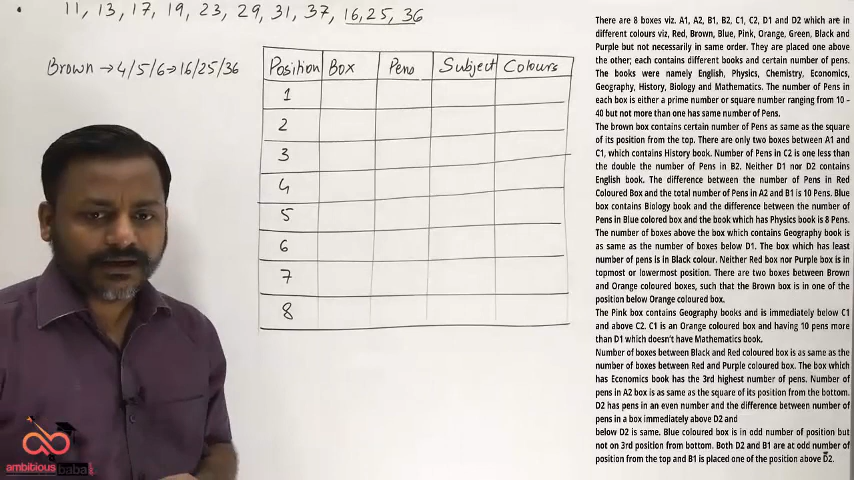 • 11, 13, 17, 19, 23, 29, 31, 37, 16, 25, 36
Brown → 4/5/6 → 16/25/36
Position Box Pens Subject Colours
1
2
3
4
5
6
7
8
There are 8 boxes viz. A1, A2, B1, B2, C1, C2, D1 and D2 which are in
different colours viz, Red, Brown, Blue, Pink, Orange, Green, Black and
Purple but not necessarily in same order. They are placed one above
the other; each contains different books and certain number of pens.
The books were namely English, Physics, Chemistry, Economics,
Geography, History, Biology and Mathematics. The number of Pens in
each box is either a prime number or square number ranging from 10 –
40 but not more than one has same number of Pens.
The brown box contains certain number of Pens as same as the square
of its position from the top. There are only two boxes between A1 and
C1, which contains History book. Number of Pens in C2 is one less than
the double the number of Pens in B2. Neither D1 nor D2 contains
English book. The difference between the number of Pens in Red
Coloured Box and the total number of Pens in A2 and B1 is 10 Pens. Blue
box contains Biology book and the difference between the number of
Pens in Blue colored box and the book which has Physics book is 8 Pens.
The number of boxes above the box which contains Geography book is
as same as the number of boxes below D1. The box which has least
number of pens is in Black colour. Neither Red box nor Purple box is in
topmost or lowermost position. There are two boxes between Brown
and Orange coloured boxes, such that the Brown box is in one of the
position below Orange coloured box.
The Pink box contains Geography books and is immediately below C1
and above C2. C1 is an Orange coloured box and having 10 pens more
than D1 which doesn't have Mathematics book.
Number of boxes between Black and Red coloured box is as same as the
number of boxes between Red and Purple coloured box. The box which
has Economics book has the 3rd highest number of pens. Number of
pens in A2 box is as same as the square of its position from the bottom.
D2 has pens in an even number and the difference between number of
pens in a box immediately above D2 and
below D2 is same. Blue coloured box is in odd number of position but
not on 3rd position from bottom. Both D2 and B1 are at odd number of
position from the top and B1 is placed one of the position above D2.
ambitious
baba